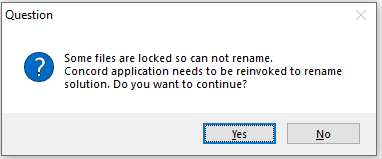 Question
Some files are locked so can not rename.
Concord application needs to be reinvoked to rename
solution. Do you want to continue?
Yes
No